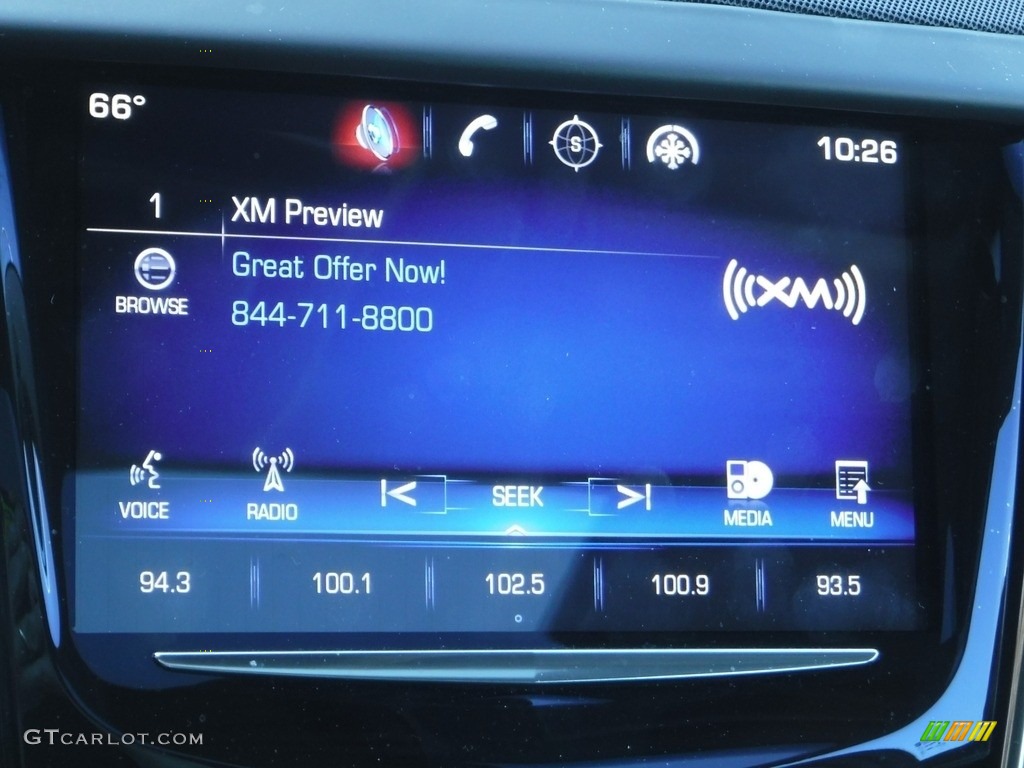 66°
S
10:26
1 XM Preview
Great Offer Now!
BROWSE
844-711-8800
((( XM )))
VOICE RADIO SEEK MEDIA MENU
94.3 100.1 102.5 100.9 93.5
GTCARLOT.COM